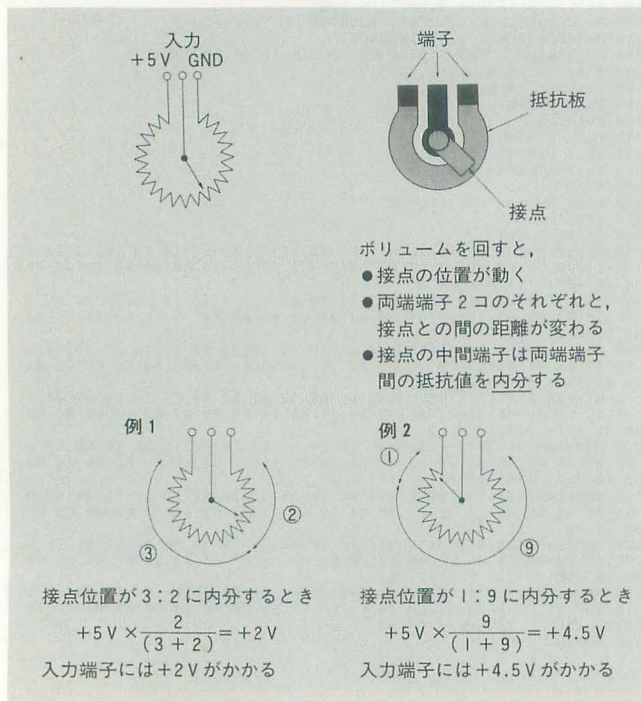 入力
+5V GND
端子
抵抗板
接点
ボリュームを回すと,
●接点の位置が動く
●両端端子2コのそれぞれと,
接点との間の距離が変わる
●接点の中間端子は両端端子
間の抵抗値を内分する
例1
②
③
接点位置が3:2に内分するとき
+5V×2/(3+2)=+2V
入力端子には+2Vがかかる
例2
①
⑨
接点位置が1:9に内分するとき
+5V×9/(1+9)=+4.5V
入力端子には+4.5Vがかかる